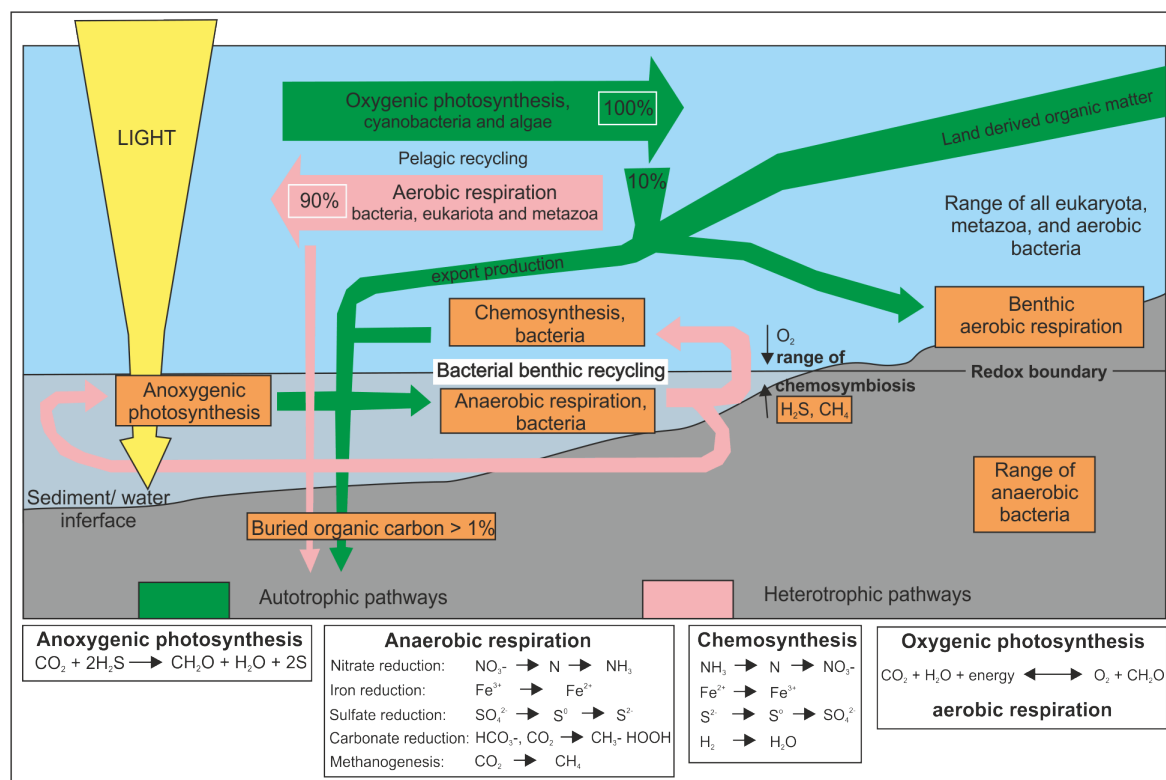 LIGHT
Oxygenic photosynthesis,
cyanobacteria and algae
100%
Land derived organic matter
Pelagic recycling
90%
Aerobic respiration
bacteria, eukariota and metazoa
10%
Range of all eukaryota,
metazoa, and aerobic
bacteria
export production
Chemosynthesis,
bacteria
Benthic
aerobic respiration
O₂
range of
chemosymbiosis
H₂S, CH₄
Redox boundary
Bacterial benthic recycling
Anoxygenic
photosynthesis
Anaerobic respiration,
bacteria
Range of
anaerobic
bacteria
Sediment/ water
inferface
Buried organic carbon > 1%
Autotrophic pathways
Heterotrophic pathways
Anoxygenic photosynthesis
CO₂ + 2H₂S → CH₂O + H₂O + 2S
Anaerobic respiration
Nitrate reduction: NO₃- → N → NH₃
Iron reduction: Fe³⁺ → Fe²⁺
Sulfate reduction: SO₄²⁻ → S⁰ → S²⁻
Carbonate reduction: HCO₃-, CO₂ → CH₃- HOOH
Methanogenesis: CO₂ → CH₄
Chemosynthesis
NH₃ → N → NO₃-
Fe²⁺ → Fe³⁺
S²⁻ → S⁰ → SO₄²⁻
H₂ → H₂O
Oxygenic photosynthesis
CO₂ + H₂O + energy ↔ O₂ + CH₂O
aerobic respiration